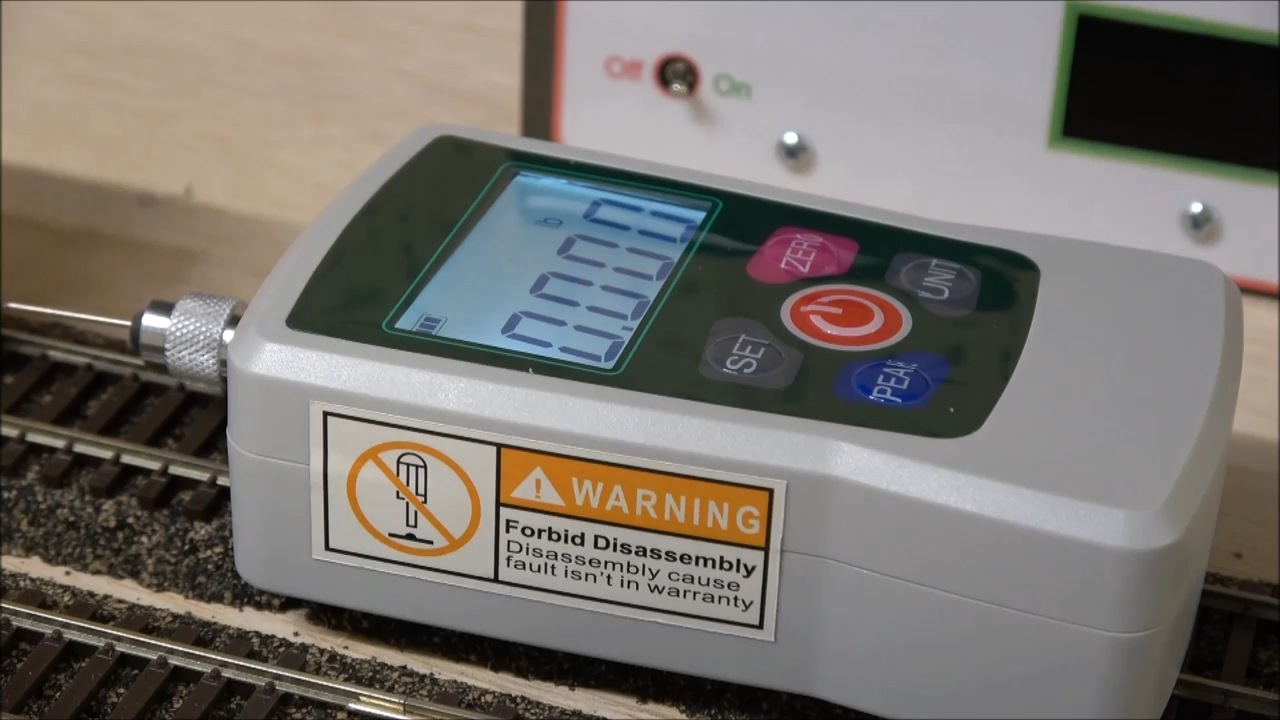 Off On
ZERO
UNIT
SET
PEAK
WARNING
Forbid Disassembly
Disassembly cause
fault isn't in warranty